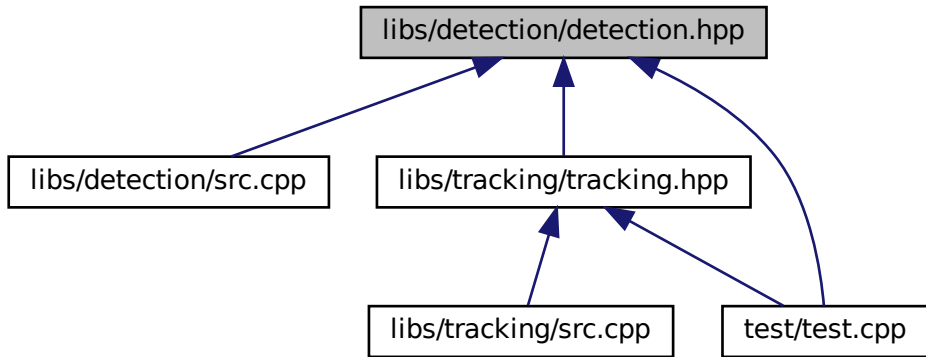 libs/detection/detection.hpp
libs/detection/src.cpp
libs/tracking/tracking.hpp
libs/tracking/src.cpp
test/test.cpp